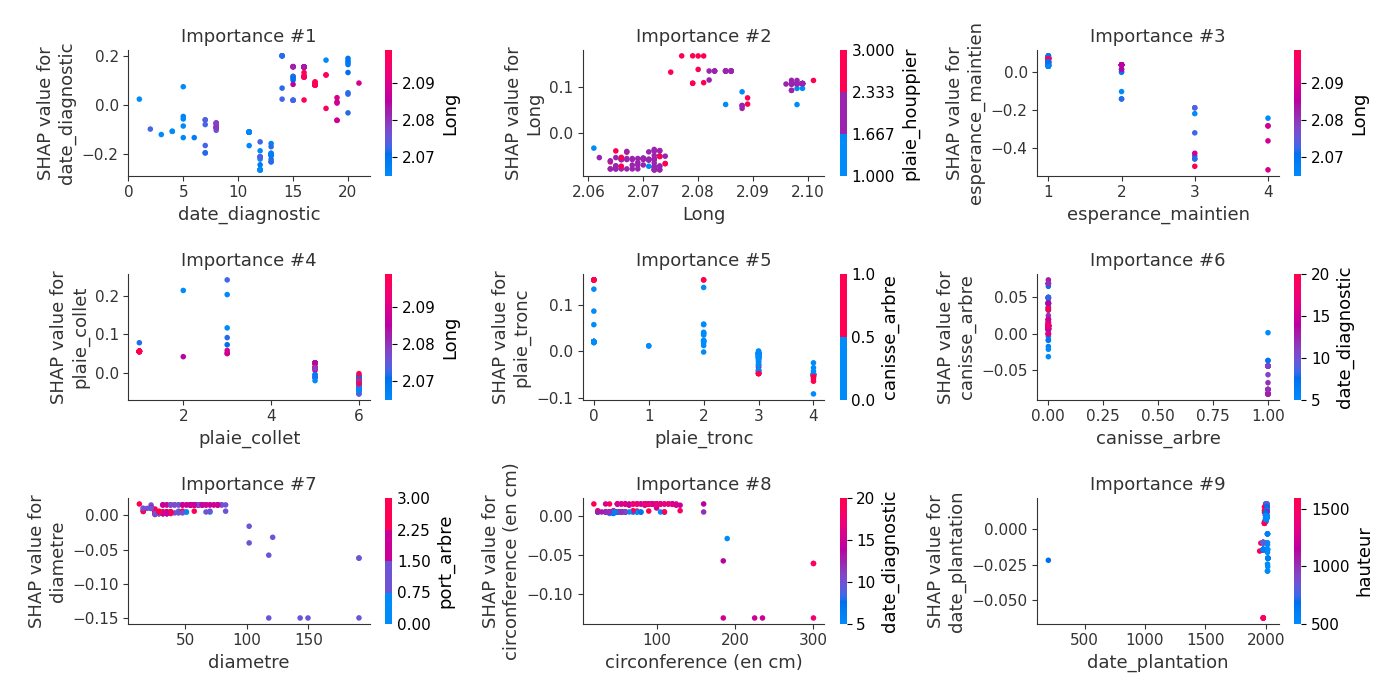 Importance #1
SHAP value for
date_diagnostic
0.2
0.0
−0.2
0
5
10
15
20
date_diagnostic
2.09
2.08
2.07
Long
Importance #2
SHAP value for
Long
0.1
0.0
2.06
2.07
2.08
2.09
2.10
Long
3.000
2.333
1.667
1.000
plaie_houppier
Importance #3
SHAP value for
esperance_maintien
0.0
−0.2
−0.4
1
2
3
4
esperance_maintien
2.09
2.08
2.07
Long
Importance #4
SHAP value for
plaie_collet
0.2
0.1
0.0
2
4
6
plaie_collet
2.09
2.08
2.07
Long
Importance #5
SHAP value for
plaie_tronc
0.1
0.0
−0.1
0
1
2
3
4
plaie_tronc
1.0
0.5
0.0
canisse_arbre
Importance #6
SHAP value for
canisse_arbre
0.05
0.00
−0.05
0.00
0.25
0.50
0.75
1.00
canisse_arbre
20
15
10
5
date_diagnostic
Importance #7
SHAP value for
diametre
0.00
−0.05
−0.10
−0.15
50
100
150
diametre
3.00
2.25
1.50
0.75
0.00
port_arbre
Importance #8
SHAP value for
circonference (en cm)
0.00
−0.05
−0.10
100
200
300
circonference (en cm)
20
15
10
5
date_diagnostic
Importance #9
SHAP value for
date_plantation
0.000
−0.025
−0.050
500
1000
1500
2000
date_plantation
1500
1000
500
hauteur